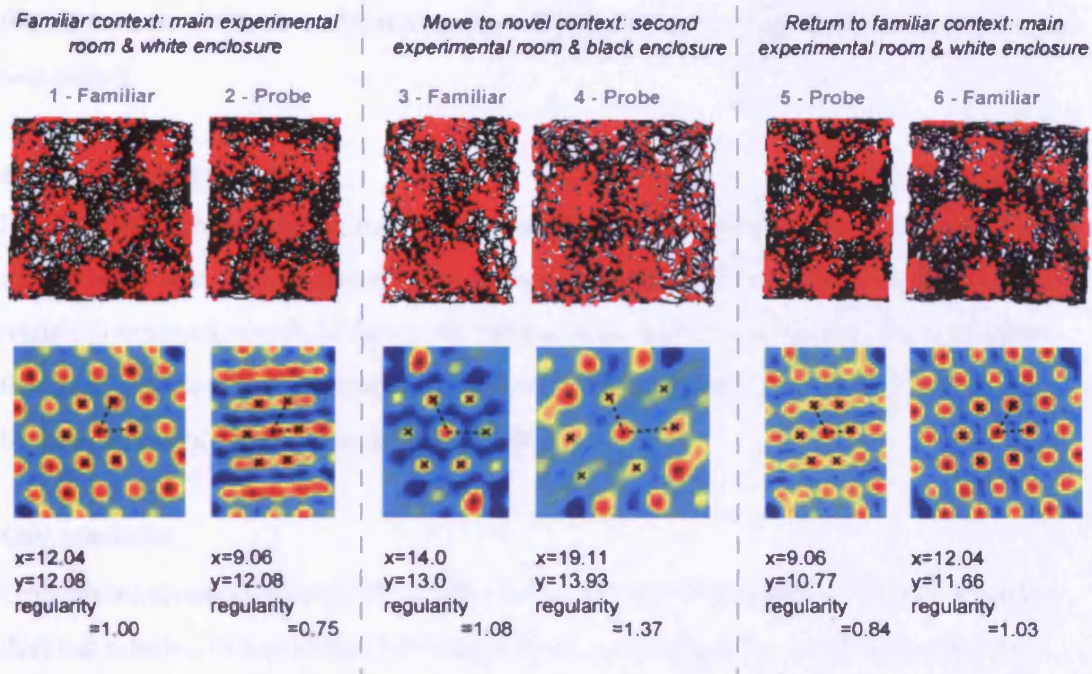 Familiar context: main experimental
room & white enclosure
Move to novel context: second
experimental room & black enclosure
Return to familiar context: main
experimental room & white enclosure
1 - Familiar
2 - Probe
3 - Familiar
4 - Probe
5 - Probe
6 - Familiar
x=12.04
y=12.08
regularity
=1.00
x=9.06
y=12.08
regularity
=0.75
x=14.0
y=13.0
regularity
=1.08
x=19.11
y=13.93
regularity
=1.37
x=9.06
y=10.77
regularity
=0.84
x=12.04
y=11.66
regularity
=1.03